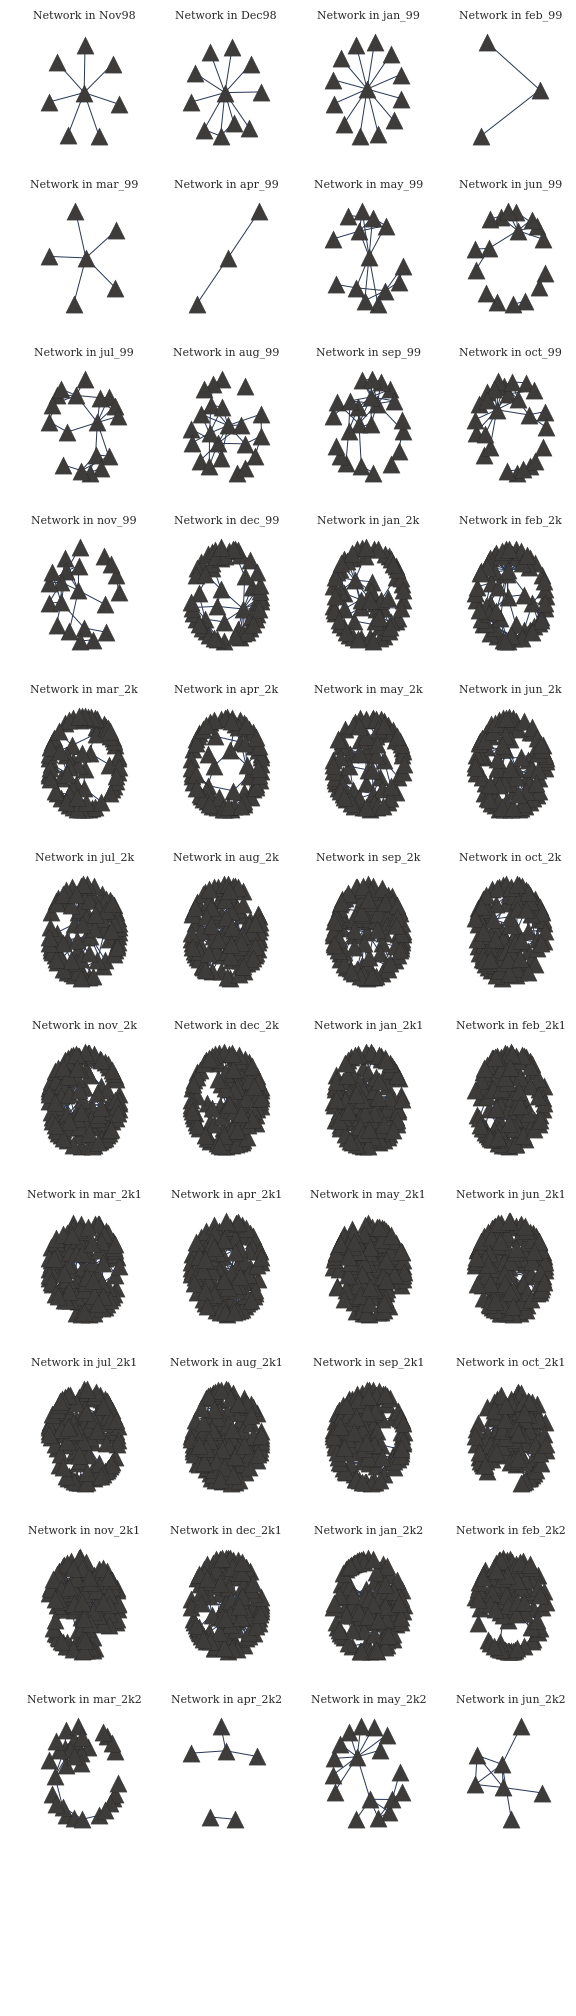 Network in Nov98 Network in Dec98 Network in jan_99 Network in feb_99
Network in mar_99 Network in apr_99 Network in may_99 Network in jun_99
Network in jul_99 Network in aug_99 Network in sep_99 Network in oct_99
Network in nov_99 Network in dec_99 Network in jan_2k Network in feb_2k
Network in mar_2k Network in apr_2k Network in may_2k Network in jun_2k
Network in jul_2k Network in aug_2k Network in sep_2k Network in oct_2k
Network in nov_2k Network in dec_2k Network in jan_2k1 Network in feb_2k1
Network in mar_2k1 Network in apr_2k1 Network in may_2k1 Network in jun_2k1
Network in jul_2k1 Network in aug_2k1 Network in sep_2k1 Network in oct_2k1
Network in nov_2k1 Network in dec_2k1 Network in jan_2k2 Network in feb_2k2
Network in mar_2k2 Network in apr_2k2 Network in may_2k2 Network in jun_2k2